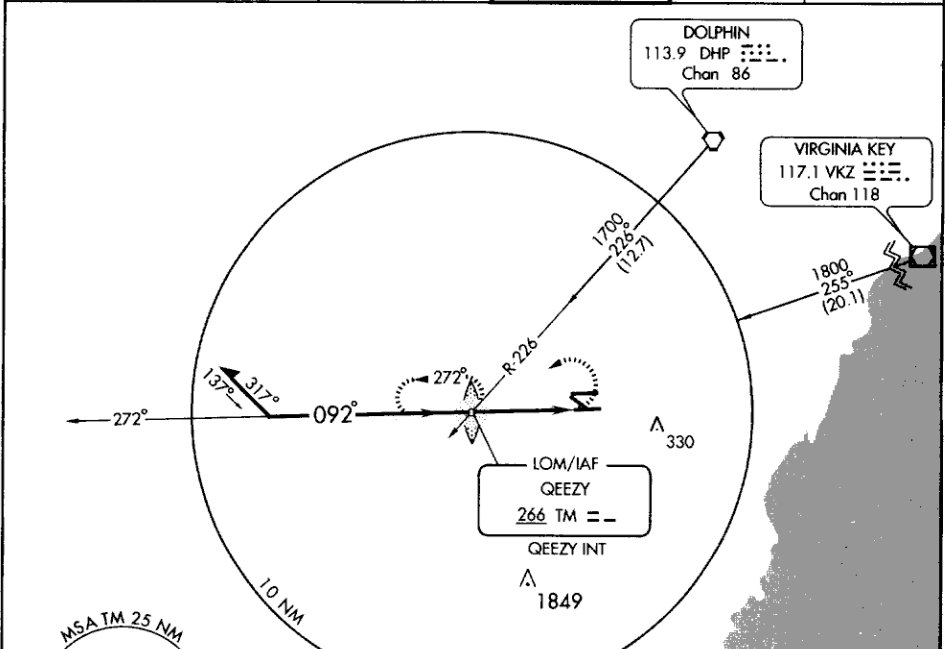 DOLPHIN
113.9 DHP
Chan 86
VIRGINIA KEY
117.1 VKZ
Chan 118
1700
226°
(12.7)
1800
255°
(20.1)
R-226
272°
137°
317°
272°
092°
330
LOM/IAF
QEEZY
266 TM
QEEZY INT
1849
10 NM
MSA TM 25 NM